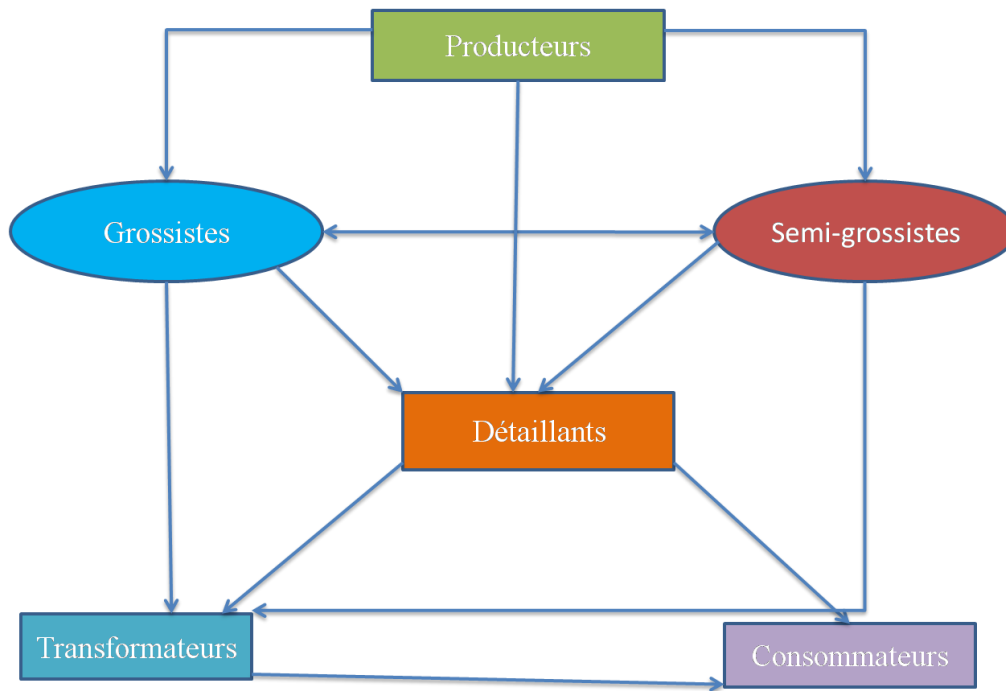 Producteurs
Grossistes
Semi-grossistes
Détaillants
Transformateurs
Consommateurs